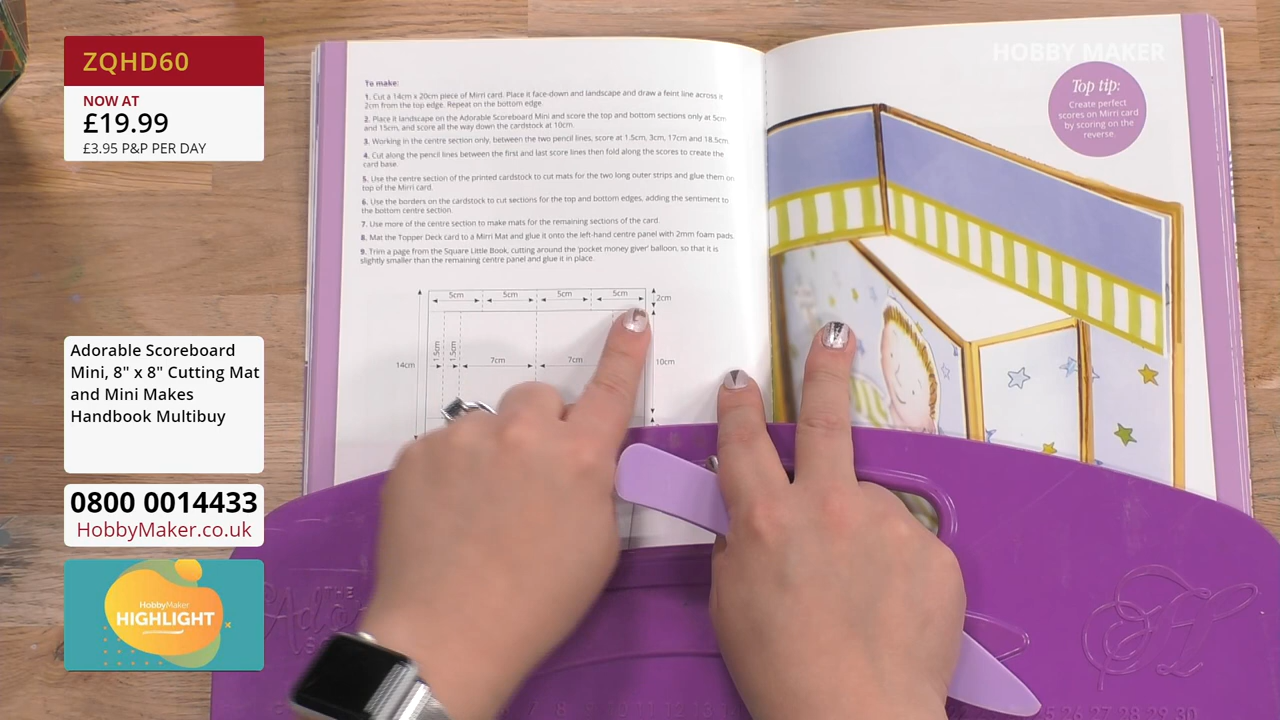 ZQHD60
NOW AT
£19.99
£3.95 P&P PER DAY
Adorable Scoreboard
Mini, 8" x 8" Cutting Mat
and Mini Makes
Handbook Multibuy
0800 0014433
HobbyMaker.co.uk
HobbyMaker
HIGHLIGHT
HOBBY MAKER
To make:
1. Cut a 14cm x 20cm piece of Mirri card. Place it face-down and landscape and draw a feint line across it
2cm from the top edge. Repeat on the bottom edge.
2. Place it landscape on the Adorable Scoreboard Mini and score the top and bottom sections only at 5cm
and 15cm, and score all the way down the cardstock at 10cm.
3. Working in the centre section only, between the two pencil lines, score at 1.5cm, 3cm, 17cm and 18.5cm.
4. Cut along the pencil lines between the first and last score lines then fold along the scores to create the
card base.
5. Use the centre section of the printed cardstock to cut mats for the two long outer strips and glue them on
top of the Mirri card.
6. Use the borders on the cardstock to cut sections for the top and bottom edges, adding the sentiment to
the bottom centre section.
7. Use more of the centre section to make mats for the remaining sections of the card.
8. Mat the Topper Deck card to a Mirri Mat and glue it onto the left-hand centre panel with 2mm foam pads.
9. Trim a page from the Square Little Book, cutting around the 'pocket money giver' balloon, so that it is
slightly smaller than the remaining centre panel and glue it in place.
5cm 5cm 5cm 5cm
2cm
1.5cm 1.5cm 7cm 7cm
14cm
10cm
Top tip:
Create perfect
scores on Mirri card
by scoring on the
reverse.
THE